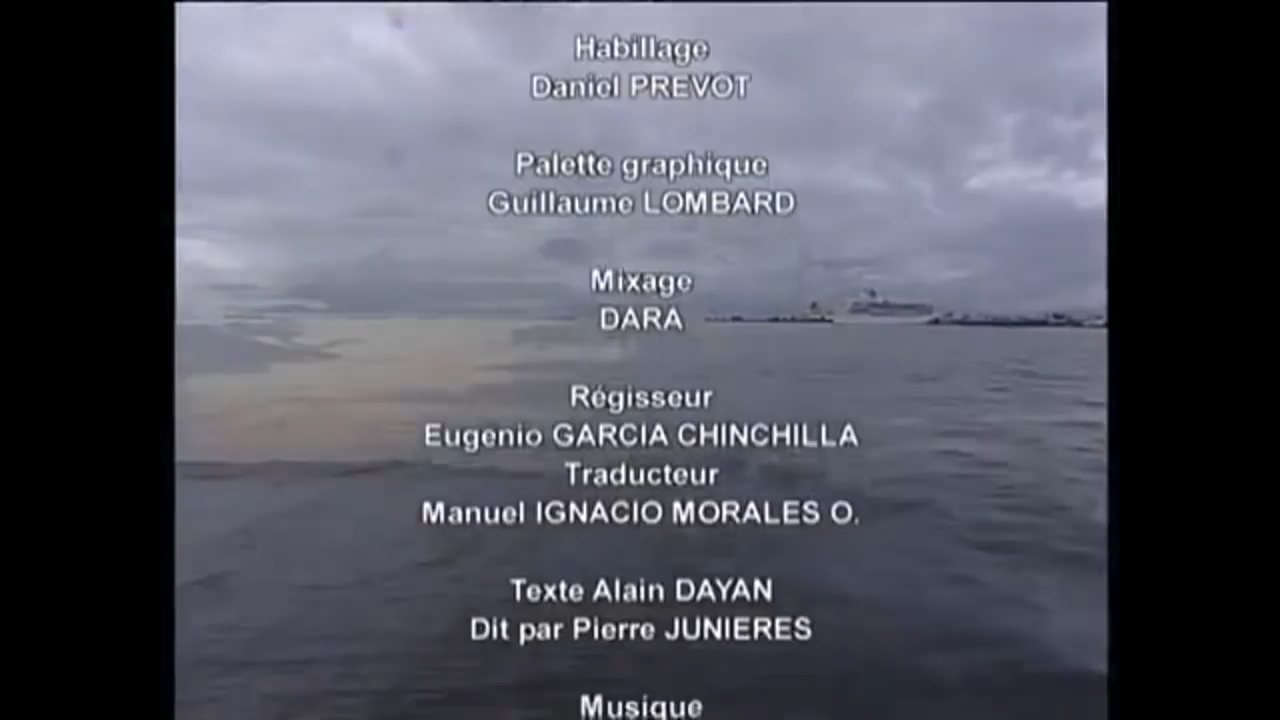 Habillage
Daniel PREVOT
Palette graphique
Guillaume LOMBARD
Mixage
DARA
Régisseur
Eugenio GARCIA CHINCHILLA
Traducteur
Manuel IGNACIO MORALES O.
Texte Alain DAYAN
Dit par Pierre JUNIERES
Musique